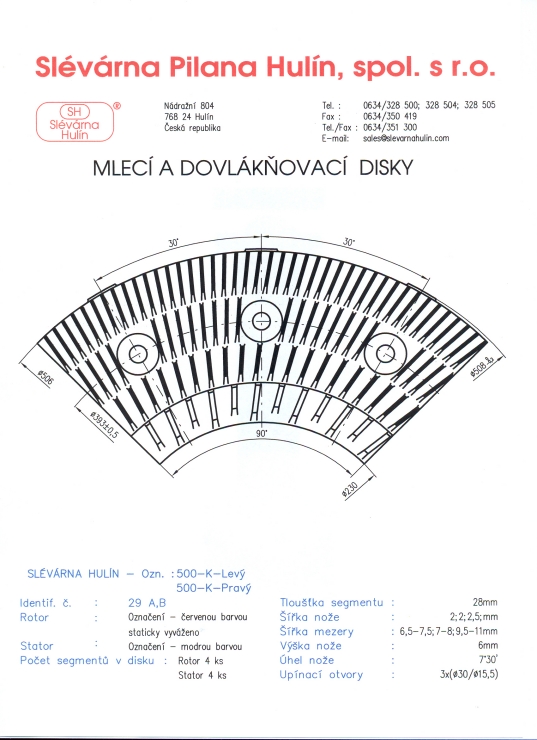 Slévárna Pilana Hulín, spol. s r.o.
SH
Slévárna
Hulín
®
Nádražní 804
768 24 Hulín
Česká republika
Tel. : 0634/328 500; 328 504; 328 505
Fax : 0634/350 419
Tel./Fax : 0634/351 300
E-mail: sales@slevarnahulin.com
MLECÍ A DOVLÁKŇOVACÍ DISKY
30°
30°
ø506
ø393±0,5
90°
ø230
ø508
SLÉVÁRNA HULÍN – Ozn. : 500-K-Levý
500-K-Pravý
Identif. č. : 29 A,B
Rotor : Označení – červenou barvou
staticky vyváženo
Stator : Označení – modrou barvou
Počet segmentů v disku : Rotor 4 ks
Stator 4 ks
Tloušťka segmentu : 28mm
Šířka nože : 2; 2; 2,5; mm
Šířka mezery : 6,5-7,5; 7-8; 9,5-11mm
Výška nože : 6mm
Úhel nože : 7°30'
Upínací otvory : 3x(ø30/ø15,5)